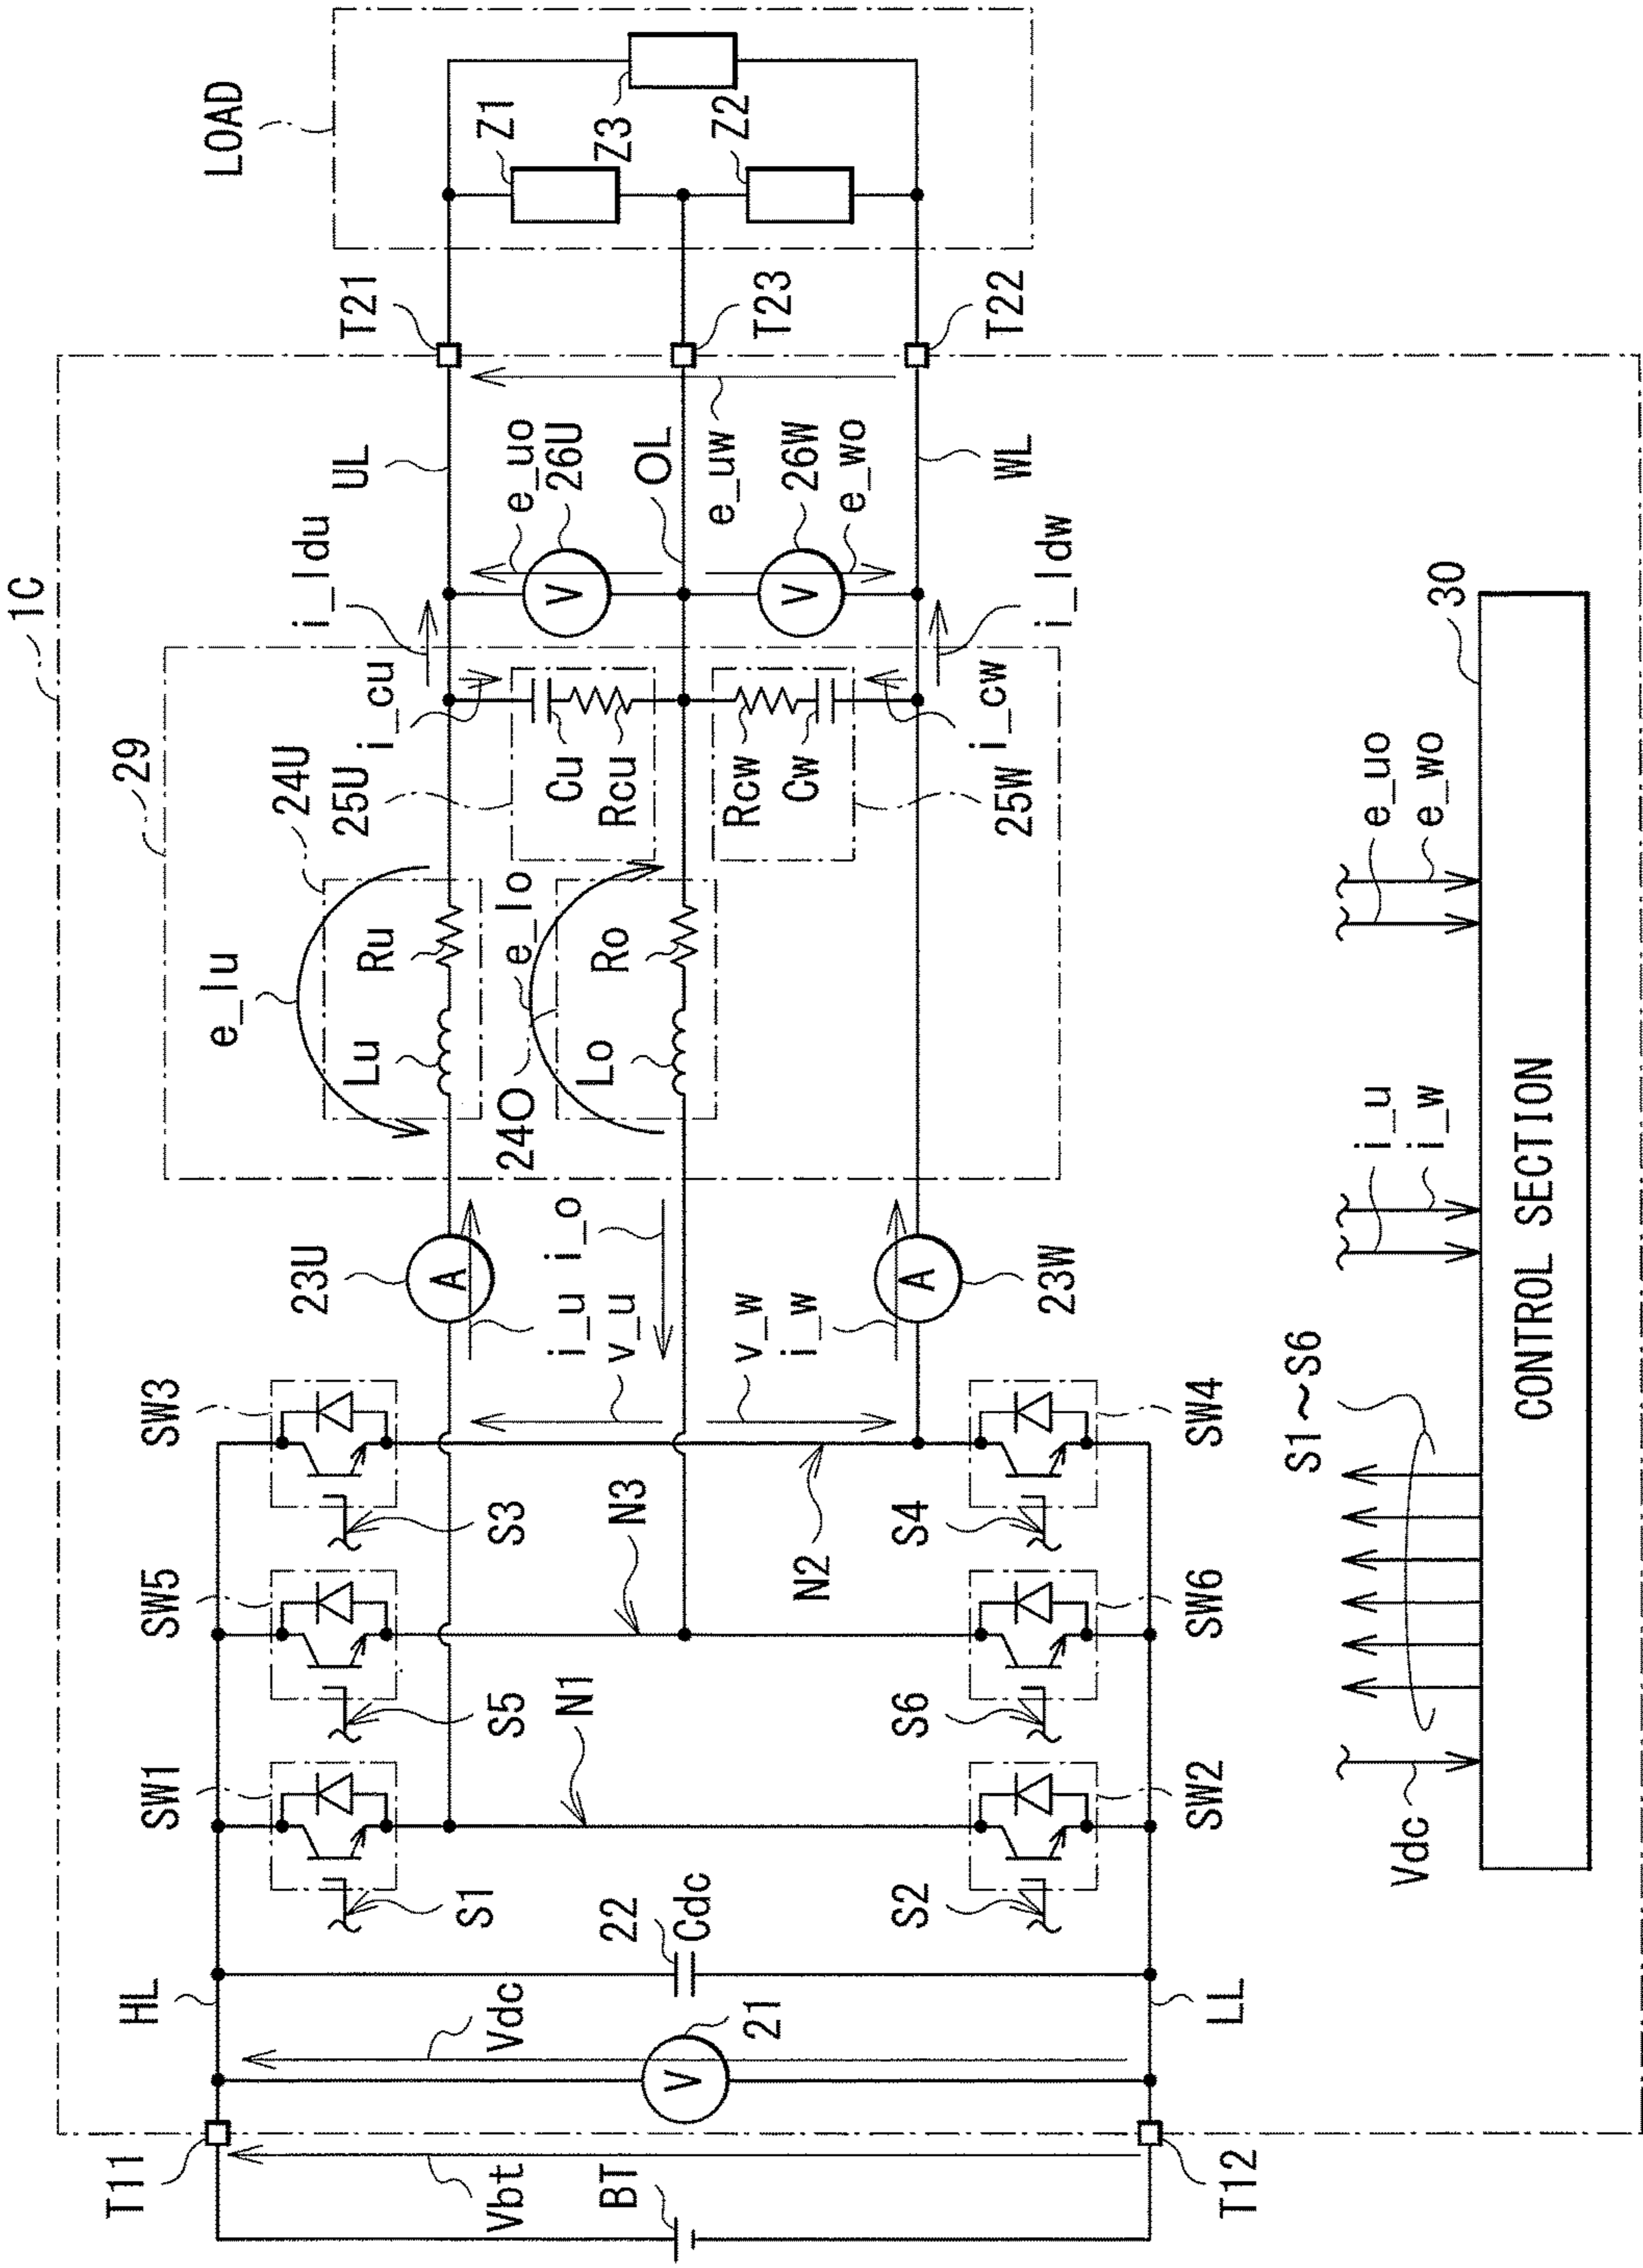 1C
29
LOAD
Z1
Z3
Z2
T21
T23
T22
UL
e_uo
26U
OL
e_uw
26W
e_wo
WL
i_ldu
i_ldw
i_cu
i_cw
24U
25U
Cu
Rcu
Rcw
Cw
25W
e_lu
Ru
Lu
e_lo
24O
Ro
Lo
V
V
23U
A
i_o
i_u
v_u
v_w
i_w
A
23W
SW3
S3
SW5
S5
SW1
S1
N3
N2
N1
SW4
S4
SW6
S6
SW2
S2
22
Cdc
HL
Vdc
V
21
LL
T11
Vbt
BT
T12
30
e_uo
e_wo
i_u
i_w
S1~S6
Vdc
CONTROL SECTION